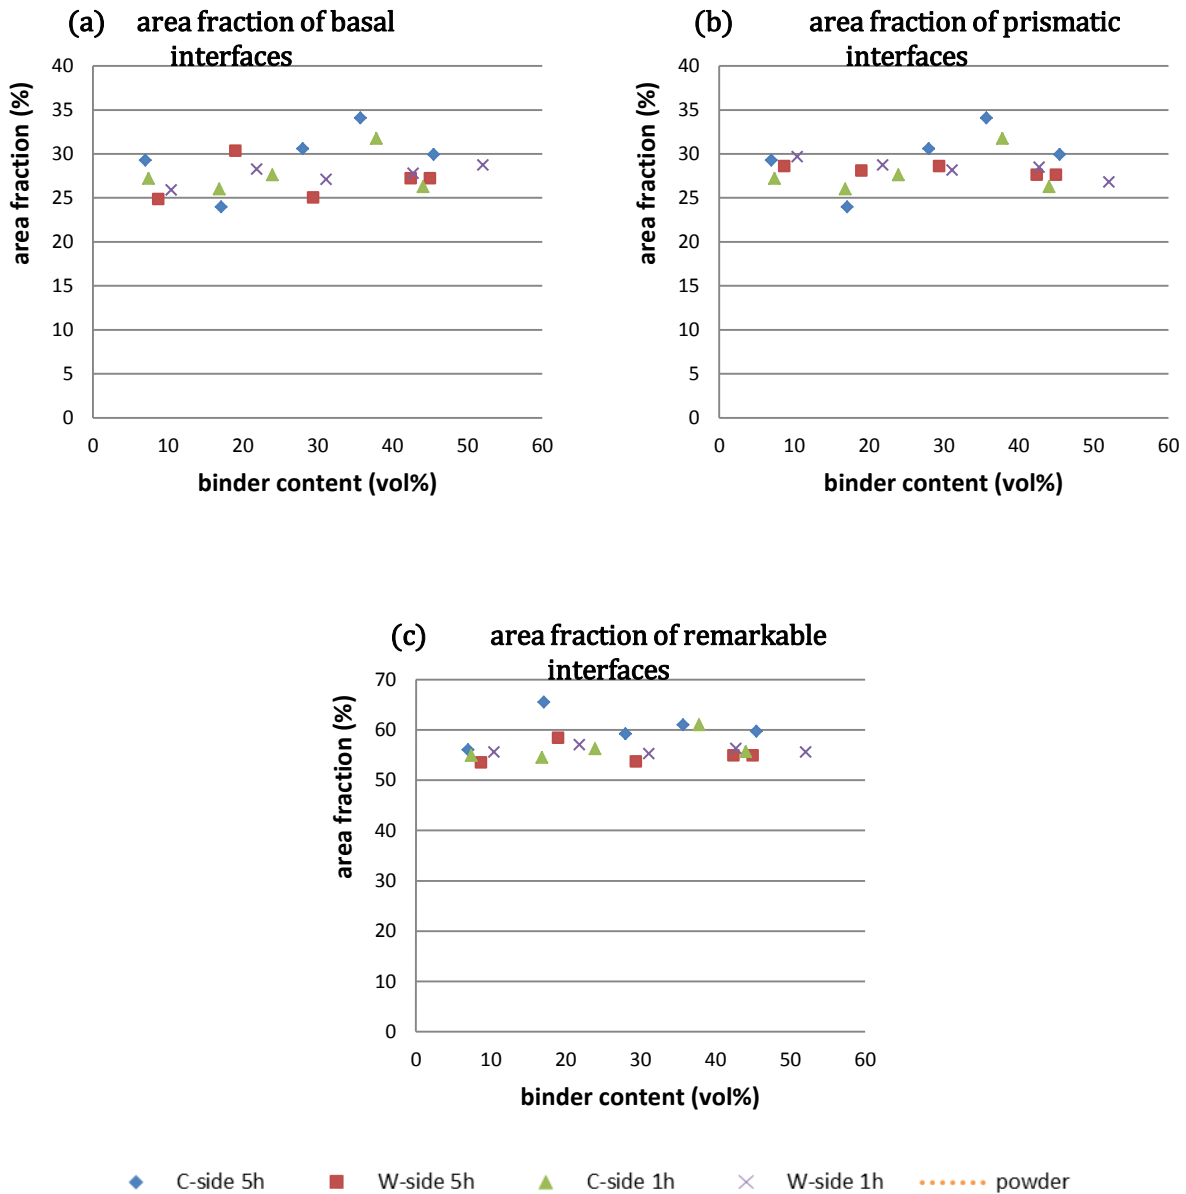 (a) area fraction of basal
interfaces
area fraction (%)
40
35
30
25
20
15
10
5
0
0 10 20 30 40 50 60
binder content (vol%)
(b) area fraction of prismatic
interfaces
area fraction (%)
40
35
30
25
20
15
10
5
0
0 10 20 30 40 50 60
binder content (vol%)
(c) area fraction of remarkable
interfaces
area fraction (%)
70
60
50
40
30
20
10
0
0 10 20 30 40 50 60
binder content (vol%)
C-side 5h W-side 5h C-side 1h W-side 1h powder